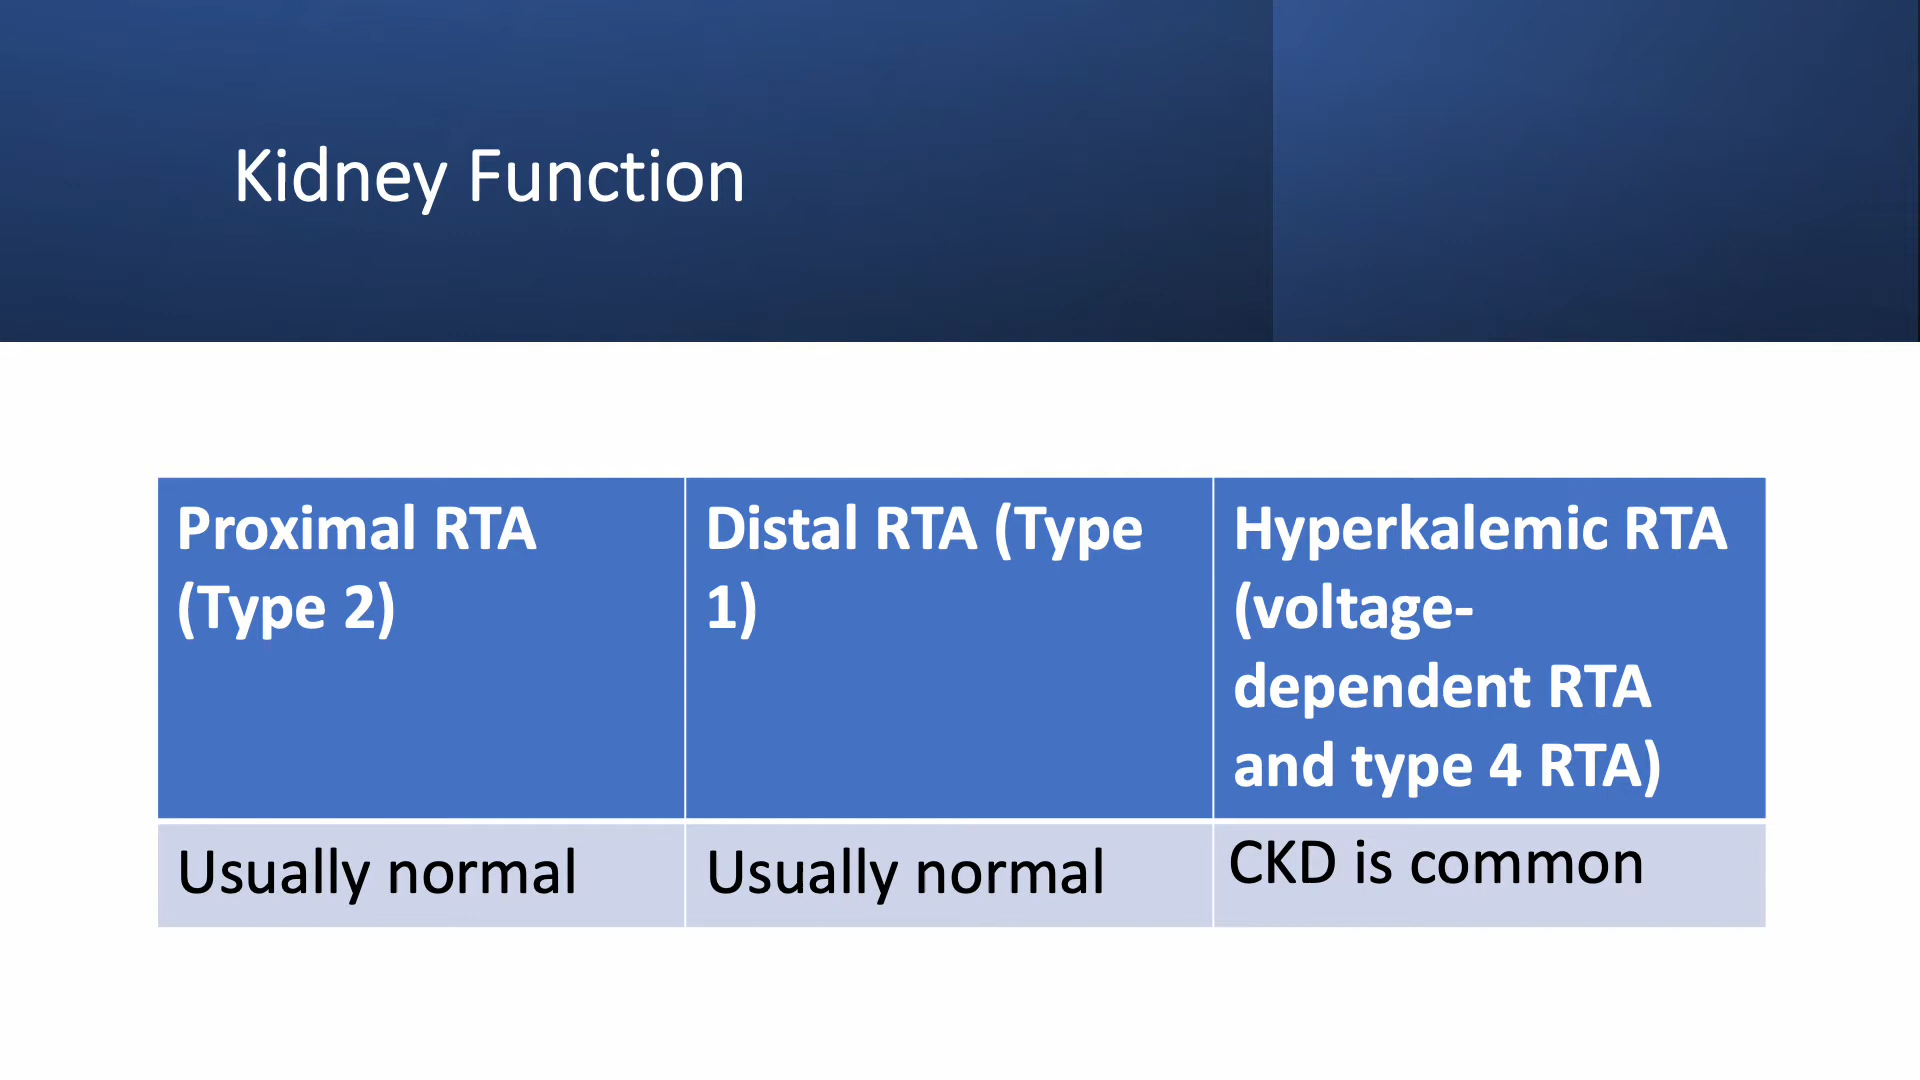 Kidney Function
Proximal RTA
(Type 2)
Distal RTA (Type
1)
Hyperkalemic RTA
(voltage-
dependent RTA
and type 4 RTA)
Usually normal
Usually normal
CKD is common